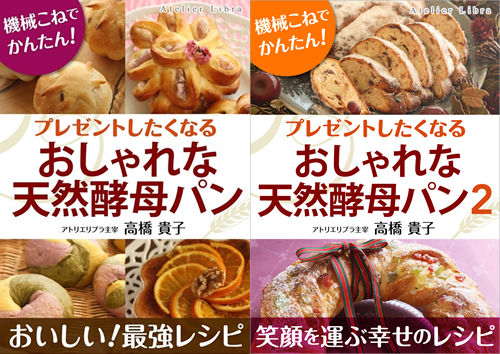 機械こねで
かんたん!
Atelier Libra
プレゼントしたくなる
おしゃれな
天然酵母パン
アトリエリブラ主宰 高橋 貴子
おいしい!最強レシピ
機械こねで
かんたん!
Atelier Libra
プレゼントしたくなる
おしゃれな
天然酵母パン2
アトリエリブラ主宰 高橋 貴子
笑顔を運ぶ幸せのレシピ